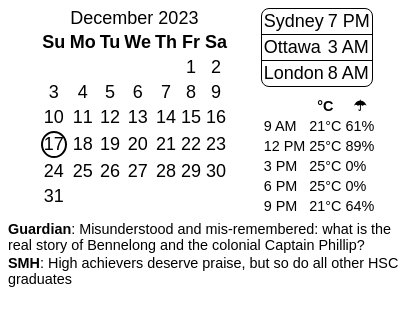 December 2023
Su Mo Tu We Th Fr Sa
1 2
3 4 5 6 7 8 9
10 11 12 13 14 15 16
17 18 19 20 21 22 23
24 25 26 27 28 29 30
31
Sydney 7 PM
Ottawa 3 AM
London 8 AM
°C ☂
9 AM 21°C 61%
12 PM 25°C 89%
3 PM 25°C 0%
6 PM 25°C 0%
9 PM 21°C 64%
Guardian: Misunderstood and mis-remembered: what is the
real story of Bennelong and the colonial Captain Phillip?
SMH: High achievers deserve praise, but so do all other HSC
graduates